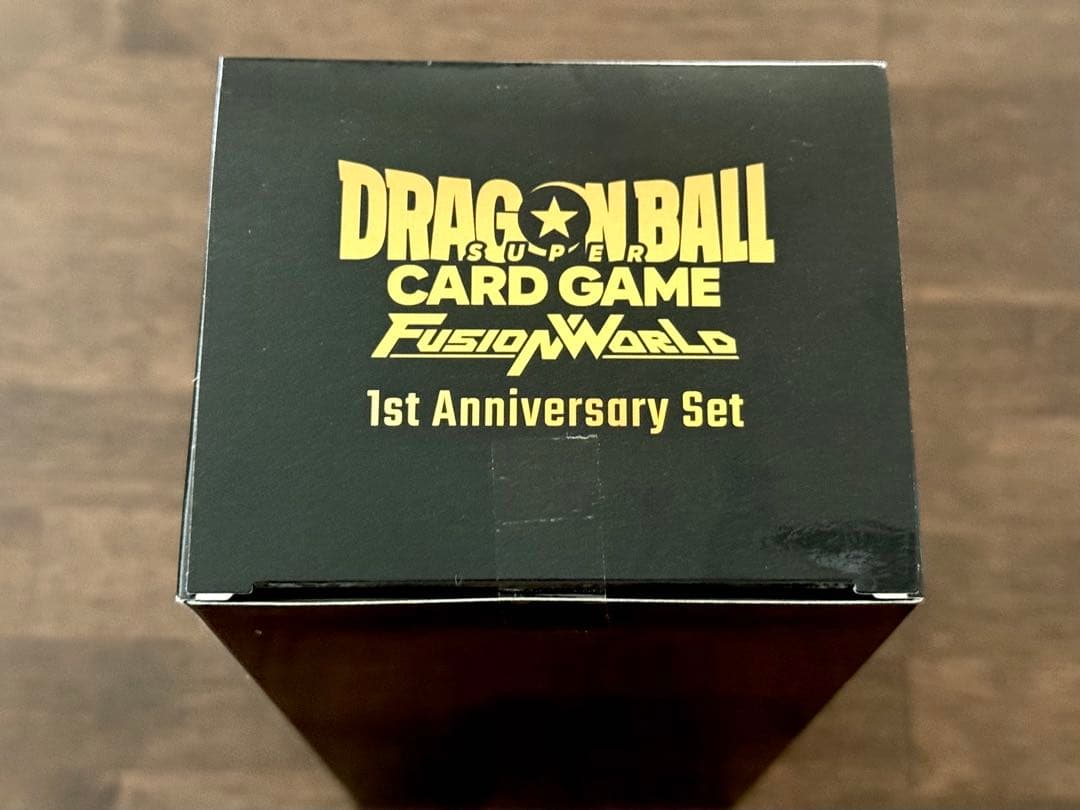 DRAGON BALL
SUPER
CARD GAME
FUSION WORLD
1st Anniversary Set